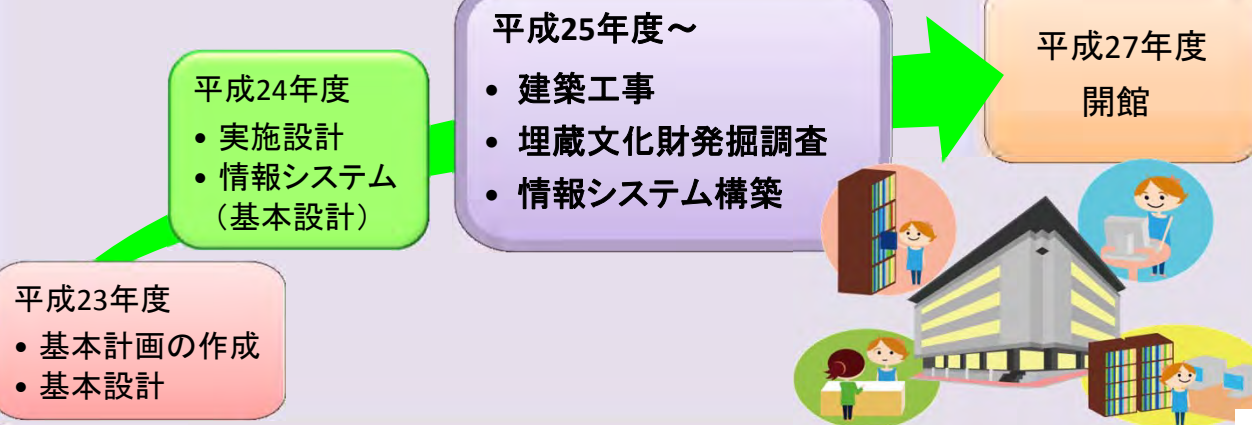 平成23年度
• 基本計画の作成
• 基本設計
平成24年度
• 実施設計
• 情報システム
（基本設計）
平成25年度～
• 建築工事
• 埋蔵文化財発掘調査
• 情報システム構築
平成27年度
開館